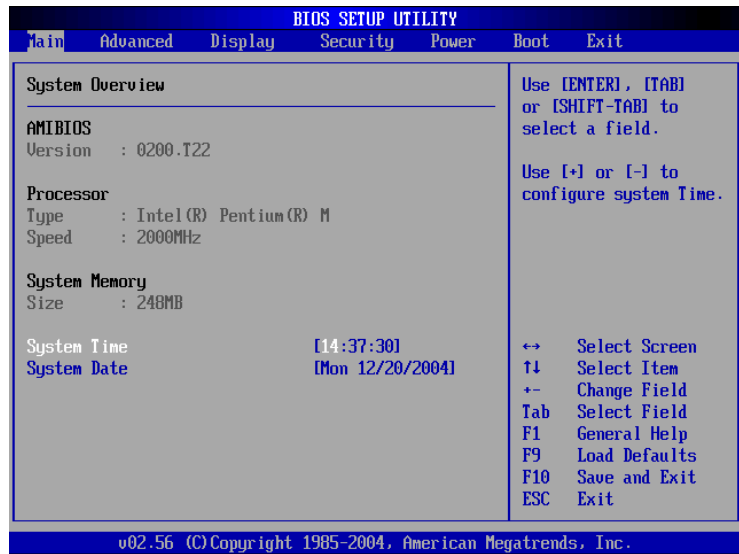 BIOS SETUP UTILITY
Main Advanced Display Security Power Boot Exit
System Overview
AMIBIOS
Version : 0200.T22
Processor
Type : Intel(R) Pentium(R) M
Speed : 2000MHz
System Memory
Size : 248MB
System Time [14:37:30]
System Date [Mon 12/20/2004]
Use [ENTER], [TAB]
or [SHIFT-TAB] to
select a field.
Use [+] or [-] to
configure system Time.
↔ Select Screen
↑↓ Select Item
+- Change Field
Tab Select Field
F1 General Help
F9 Load Defaults
F10 Save and Exit
ESC Exit
v02.56 (C)Copyright 1985-2004, American Megatrends, Inc.